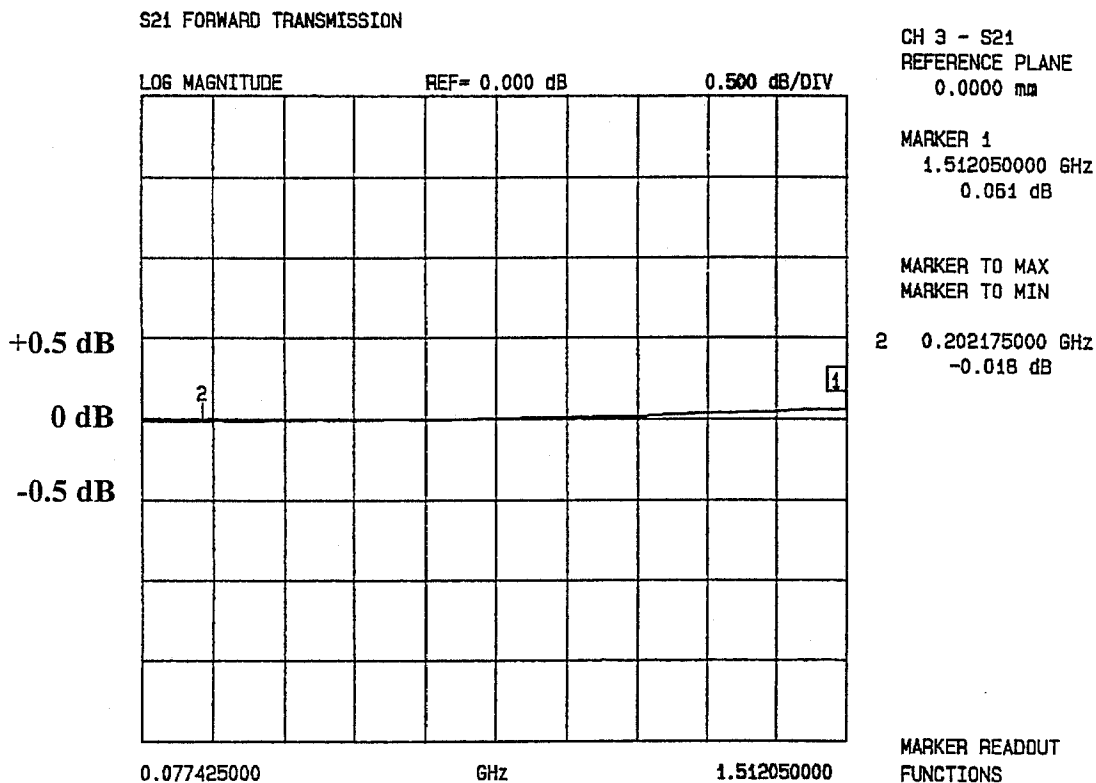 S21 FORWARD TRANSMISSION
LOG MAGNITUDE REF= 0.000 dB 0.500 dB/DIV
CH 3 - S21
REFERENCE PLANE
0.0000 mm
MARKER 1
1.512050000 GHz
0.061 dB
MARKER TO MAX
MARKER TO MIN
2 0.202175000 GHz
-0.018 dB
+0.5 dB
0 dB
-0.5 dB
2
1
0.077425000 GHz 1.512050000
MARKER READOUT
FUNCTIONS